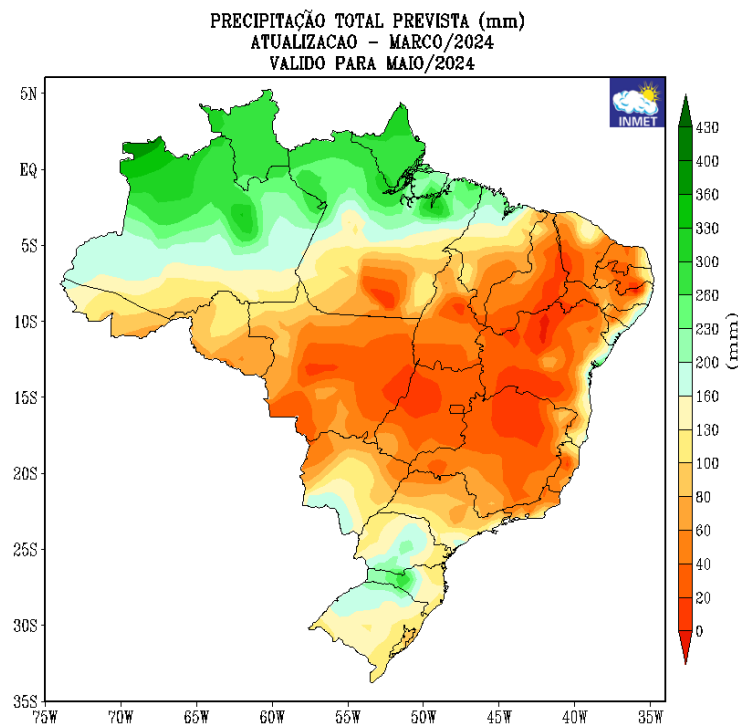 PRECIPITAÇÃO TOTAL PREVISTA (mm)
ATUALIZACAO - MARCO/2024
VALIDO PARA MAIO/2024
INMET
5N
EQ
5S
10S
15S
20S
25S
30S
35S
75W
70W
65W
60W
55W
50W
45W
40W
35W
430
400
360
330
300
260
230
200
160
130
100
80
60
40
20
0
(mm)